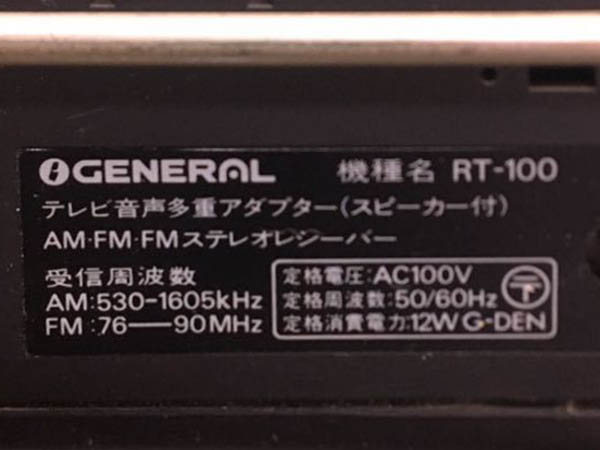 GENERAL 機種名 RT-100
テレビ音声多重アダプター(スピーカー付)
AM·FM·FMステレオレシーバー
受信周波数
AM:530-1605kHz
FM:76—90MHz
定格電圧:AC100V
定格周波数:50/60Hz
定格消費電力:12W G-DEN